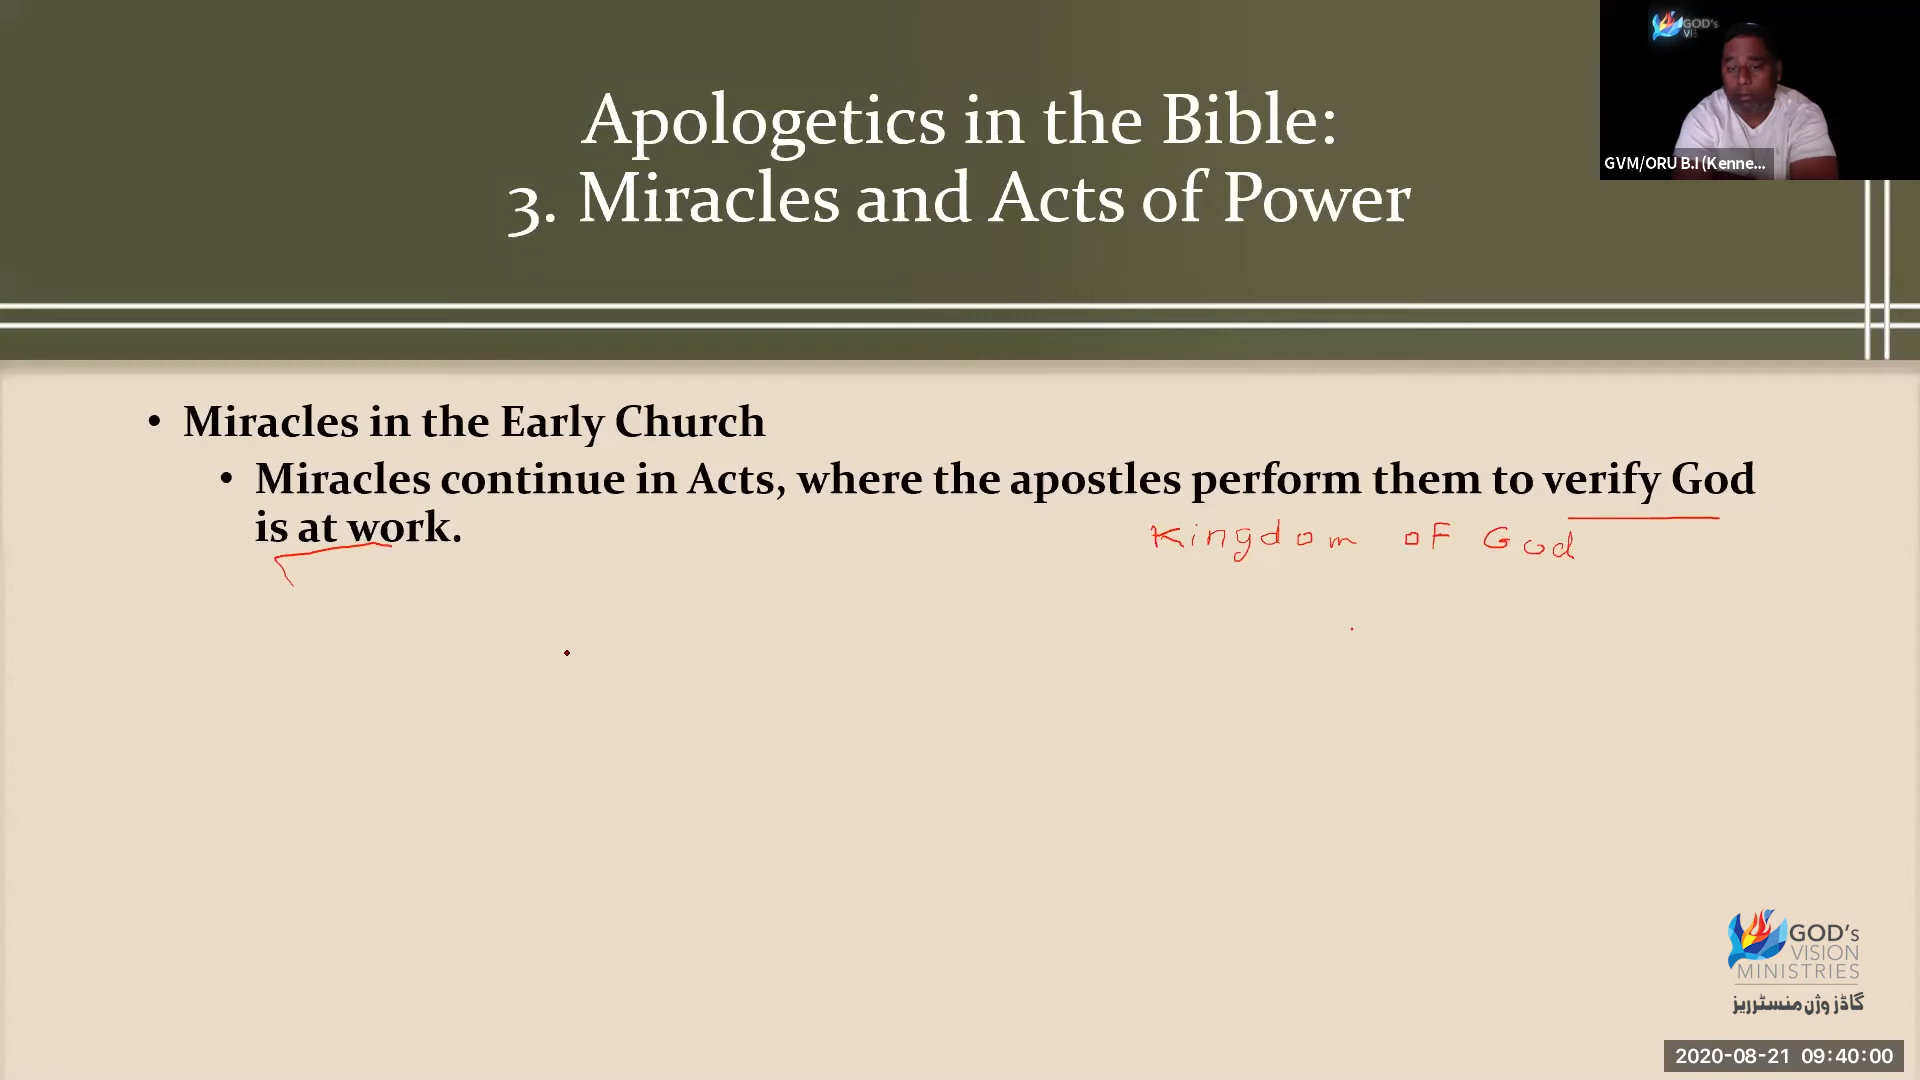 GOD's
VI
Apologetics in the Bible:
3. Miracles and Acts of Power
GVM/ORU B.I (Kenne...
• Miracles in the Early Church
• Miracles continue in Acts, where the apostles perform them to verify God
is at work.
Kingdom of God
GOD's
VISION
MINISTRIES
گاڈز وژن منسٹریز
2020-08-21 09:40:00